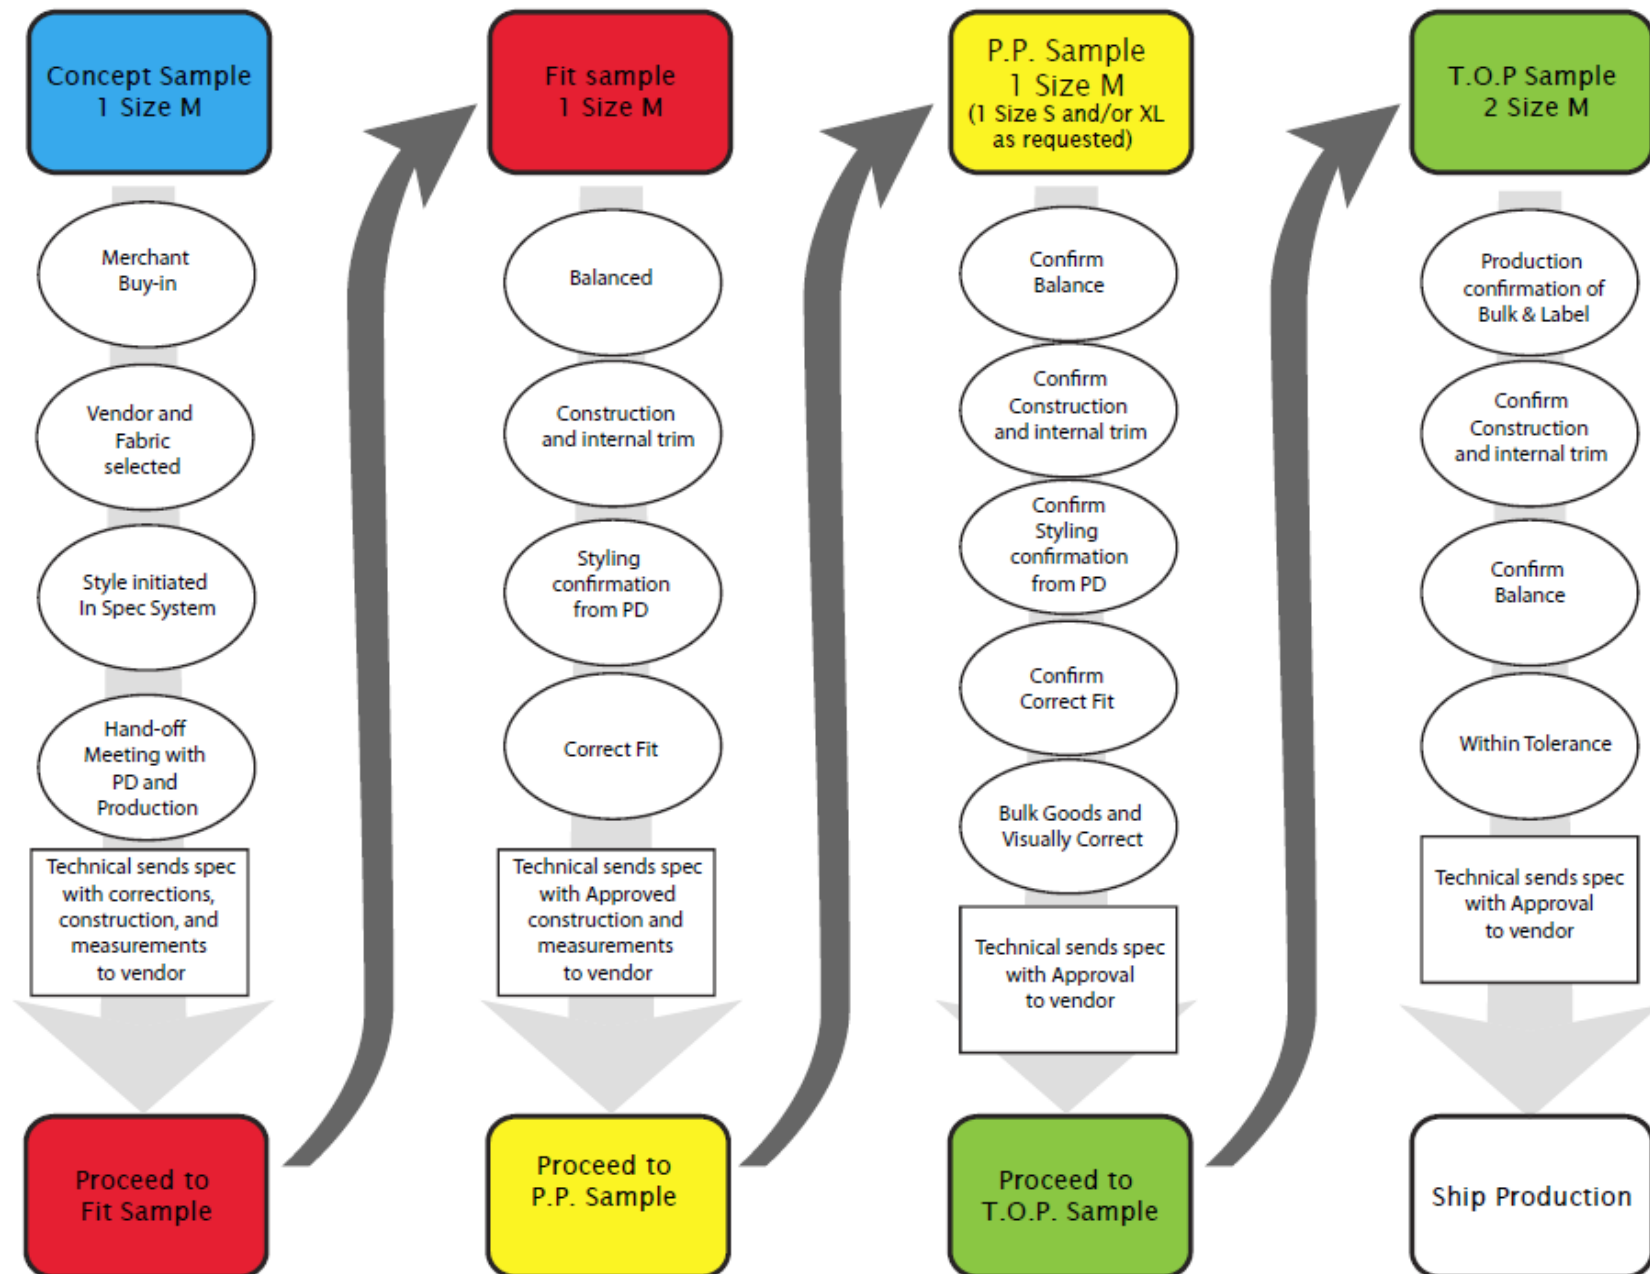 Concept Sample
1 Size M
Merchant
Buy-in
Vendor and
Fabric
selected
Style initiated
In Spec System
Hand-off
Meeting with
PD and
Production
Technical sends spec
with corrections,
construction, and
measurements
to vendor
Proceed to
Fit Sample
Fit sample
1 Size M
Balanced
Construction
and internal trim
Styling
confirmation
from PD
Correct Fit
Technical sends spec
with Approved
construction and
measurements
to vendor
Proceed to
P.P. Sample
P.P. Sample
1 Size M
(1 Size S and/or XL
as requested)
Confirm
Balance
Confirm
Construction
and internal trim
Confirm
Styling
confirmation
from PD
Confirm
Correct Fit
Bulk Goods and
Visually Correct
Technical sends spec
with Approval
to vendor
Proceed to
T.O.P. Sample
T.O.P Sample
2 Size M
Production
confirmation of
Bulk & Label
Confirm
Construction
and internal trim
Confirm
Balance
Within Tolerance
Technical sends spec
with Approval
to vendor
Ship Production